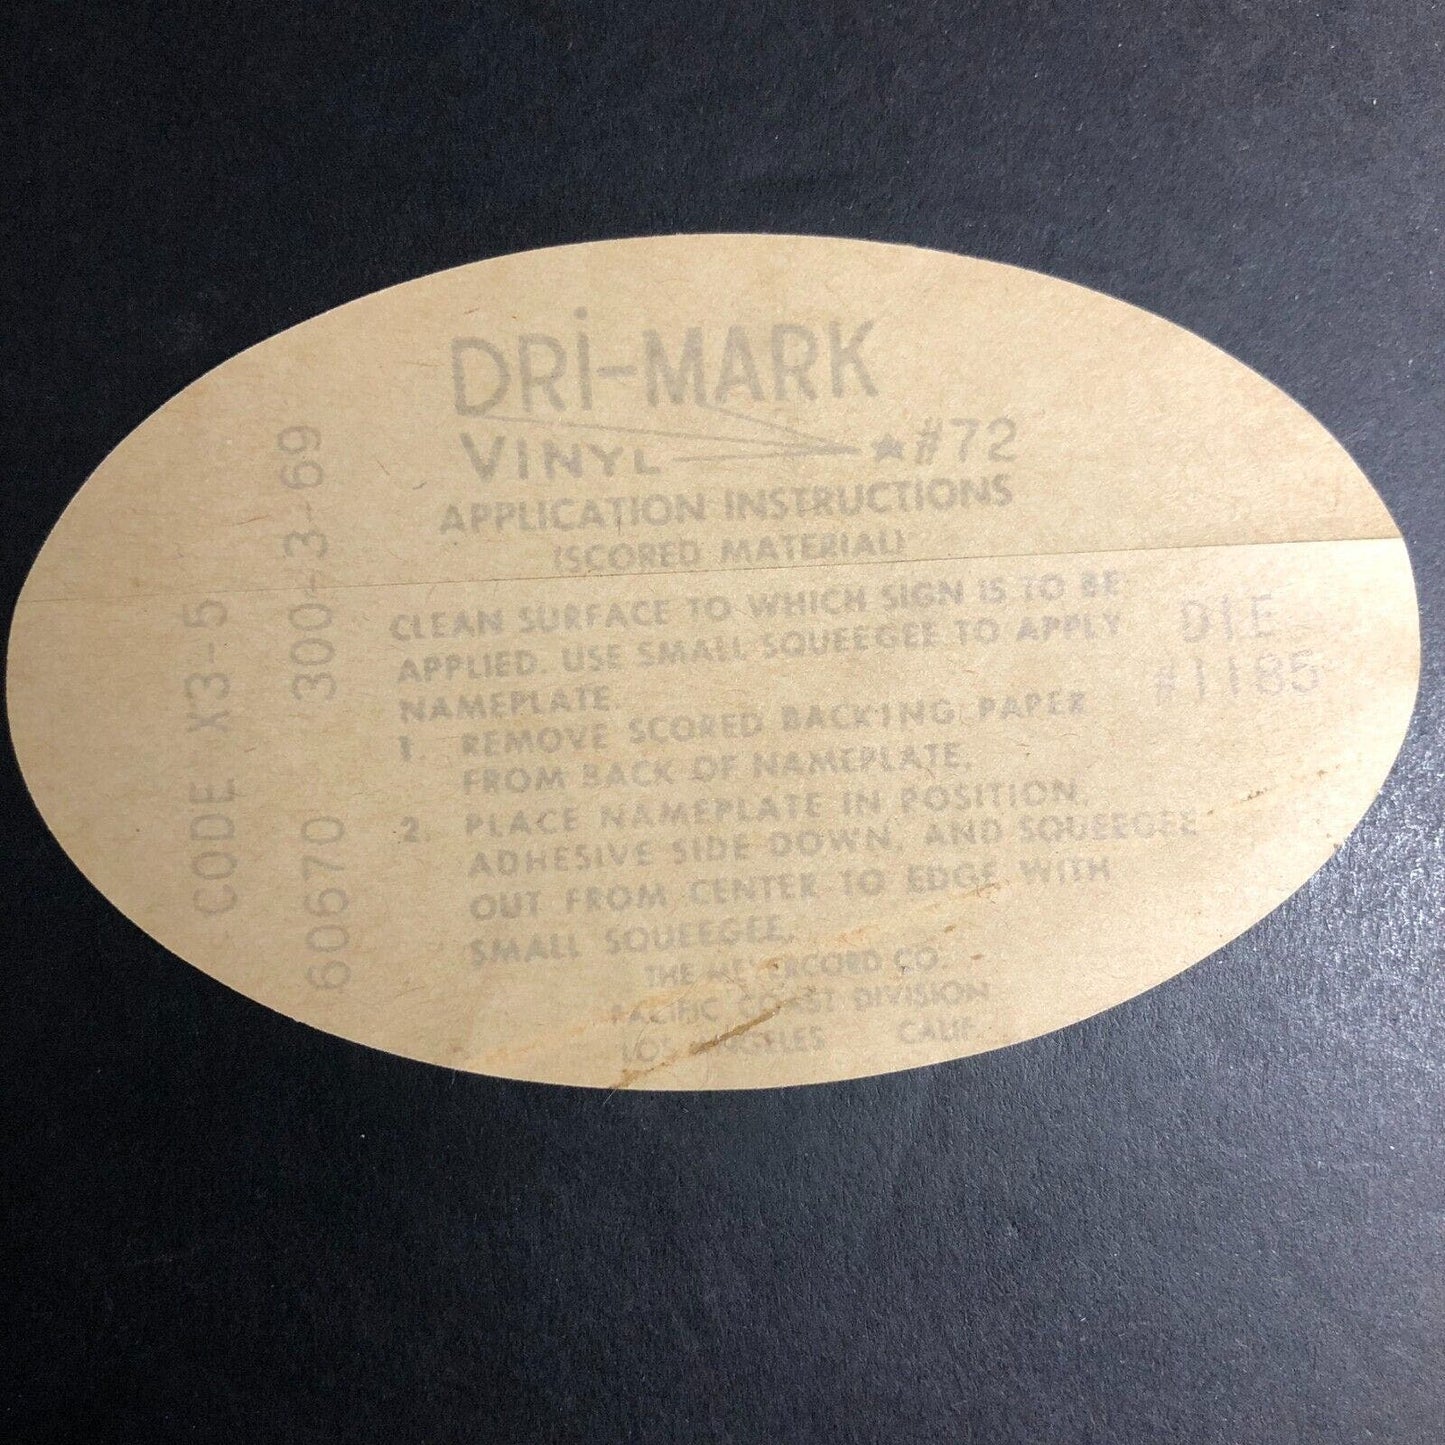 DRi-MARK
VINYL ★ #72
APPLICATION INSTRUCTIONS
(SCORED MATERIAL)
CLEAN SURFACE TO WHICH SIGN IS TO BE
APPLIED. USE SMALL SQUEEGEE TO APPLY
NAMEPLATE.
1. REMOVE SCORED BACKING PAPER
FROM BACK OF NAMEPLATE.
2. PLACE NAMEPLATE IN POSITION,
ADHESIVE SIDE DOWN, AND SQUEEGEE
OUT FROM CENTER TO EDGE WITH
SMALL SQUEEGEE.
THE MEYERCORD CO.
PACIFIC COAST DIVISION
LOS ANGELES CALIF.
DIE
#1185
CODE X3-5
60670 300-3-69